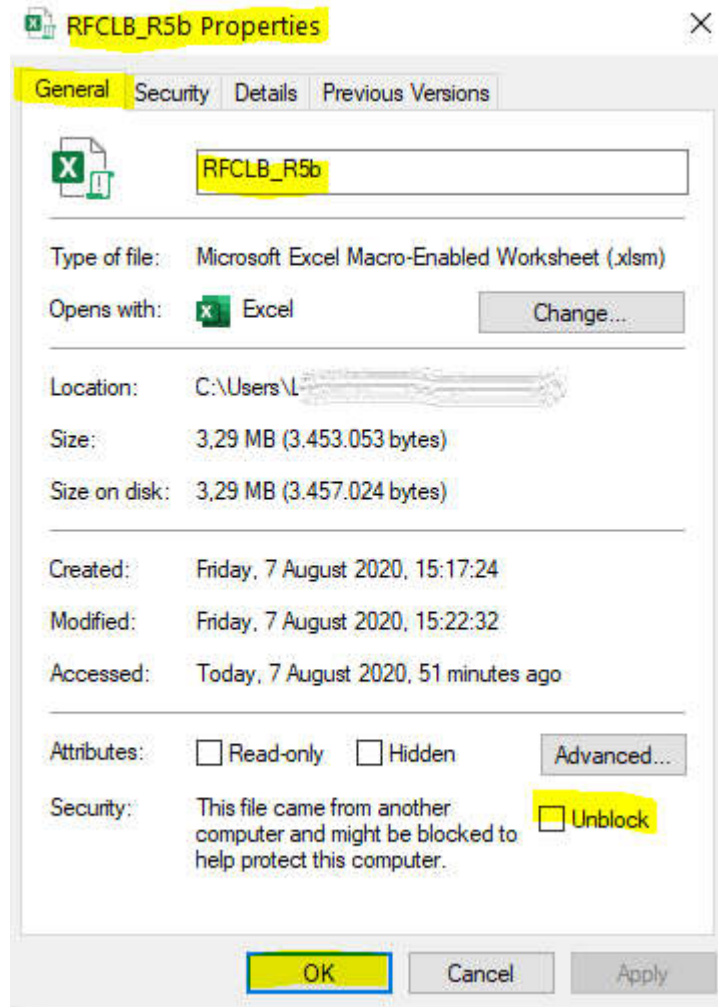 RFCLB_R5b Properties
General Security Details Previous Versions
RFCLB_R5b
Type of file: Microsoft Excel Macro-Enabled Worksheet (.xlsm)
Opens with: Excel Change...
Location: C:\Users\L
Size: 3,29 MB (3.453.053 bytes)
Size on disk: 3,29 MB (3.457.024 bytes)
Created: Friday, 7 August 2020, 15:17:24
Modified: Friday, 7 August 2020, 15:22:32
Accessed: Today, 7 August 2020, 51 minutes ago
Attributes: Read-only Hidden Advanced...
Security: This file came from another
computer and might be blocked to
help protect this computer.
Unblock
OK Cancel Apply